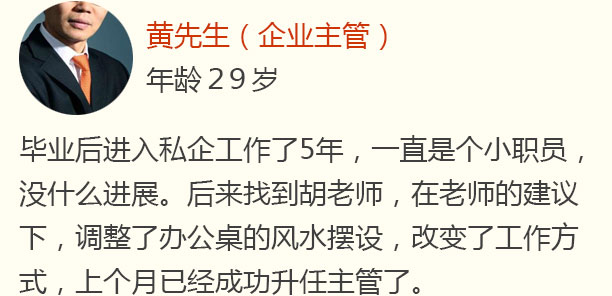 黄先生（企业主管）
年龄29岁
毕业后进入私企工作了5年，一直是个小职员，
没什么进展。后来找到胡老师，在老师的建议
下，调整了办公桌的风水摆设，改变了工作方
式，上个月已经成功升任主管了。